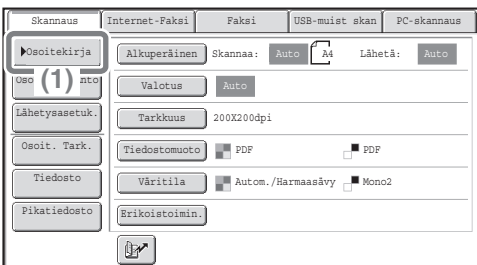 Skannaus Internet-Faksi Faksi USB-muist skan PC-skannaus
Osoitekirja Alkuperäinen Skannaa: Auto A4 Lähetä: Auto
(1) Valotus Auto
Lähetysasetuk. Tarkkuus 200X200dpi
Osoit. Tark. Tiedostomuoto PDF PDF
Tiedosto Väritila Autom./Harmaasävy Mono2
Pikatiedosto Erikoistoimin.